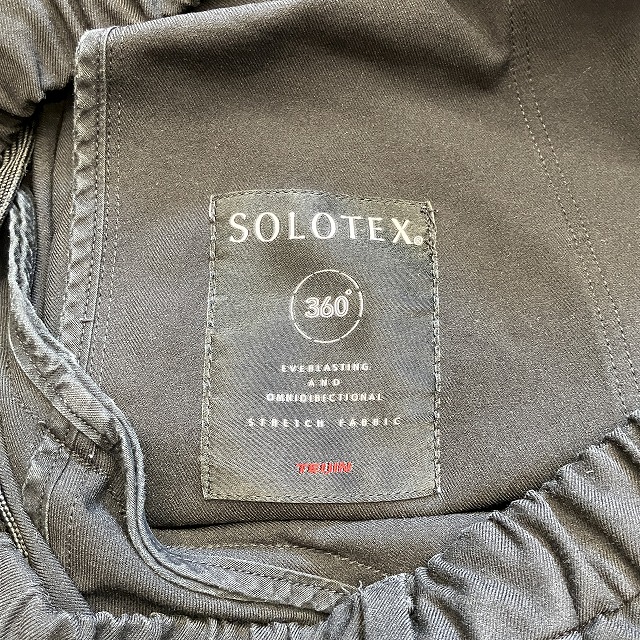 SOLOTEX®
360°
EVERLASTING
AND
OMNIDIRECTIONAL
STRETCH FABRIC
TEIJIN